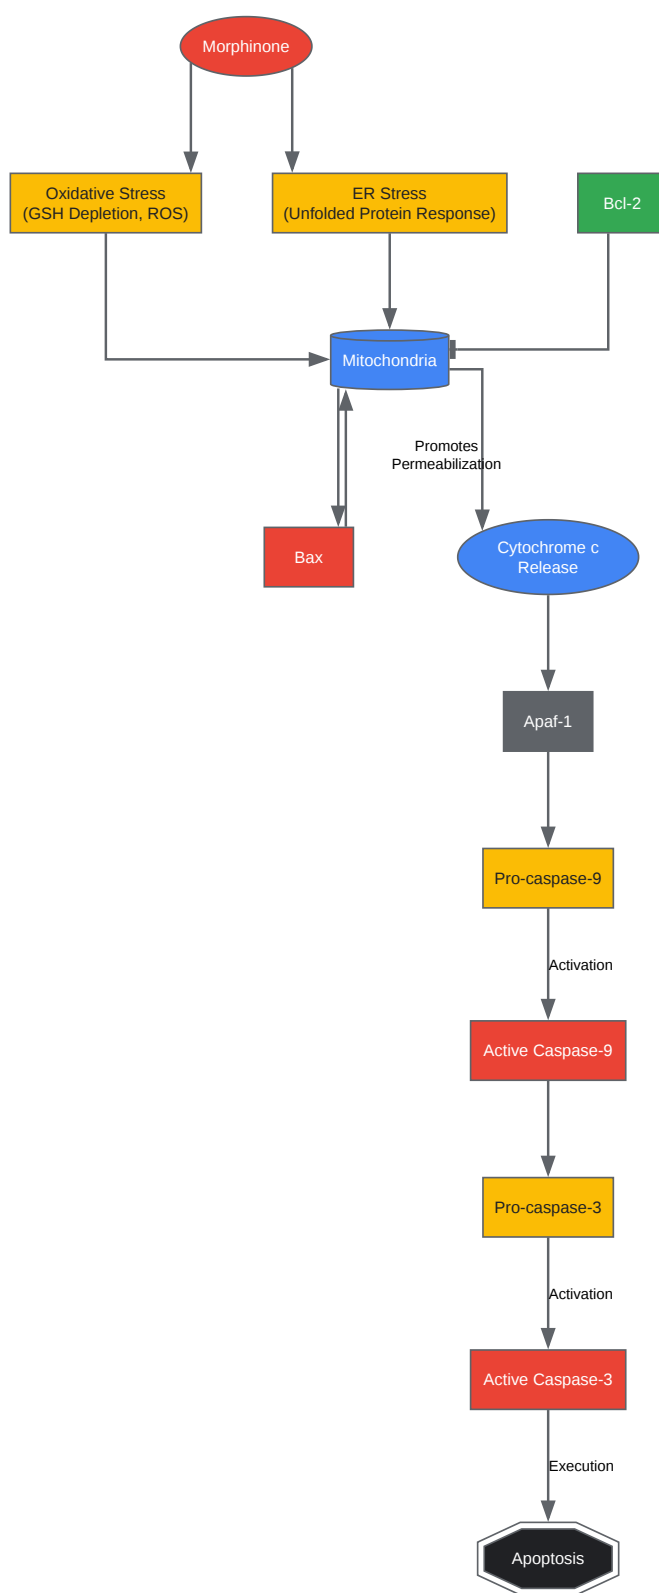 Morphinone
Oxidative Stress
(GSH Depletion, ROS)
ER Stress
(Unfolded Protein Response)
Bcl-2
Mitochondria
Promotes
Permeabilization
Bax
Cytochrome c
Release
Apaf-1
Pro-caspase-9
Activation
Active Caspase-9
Pro-caspase-3
Activation
Active Caspase-3
Execution
Apoptosis